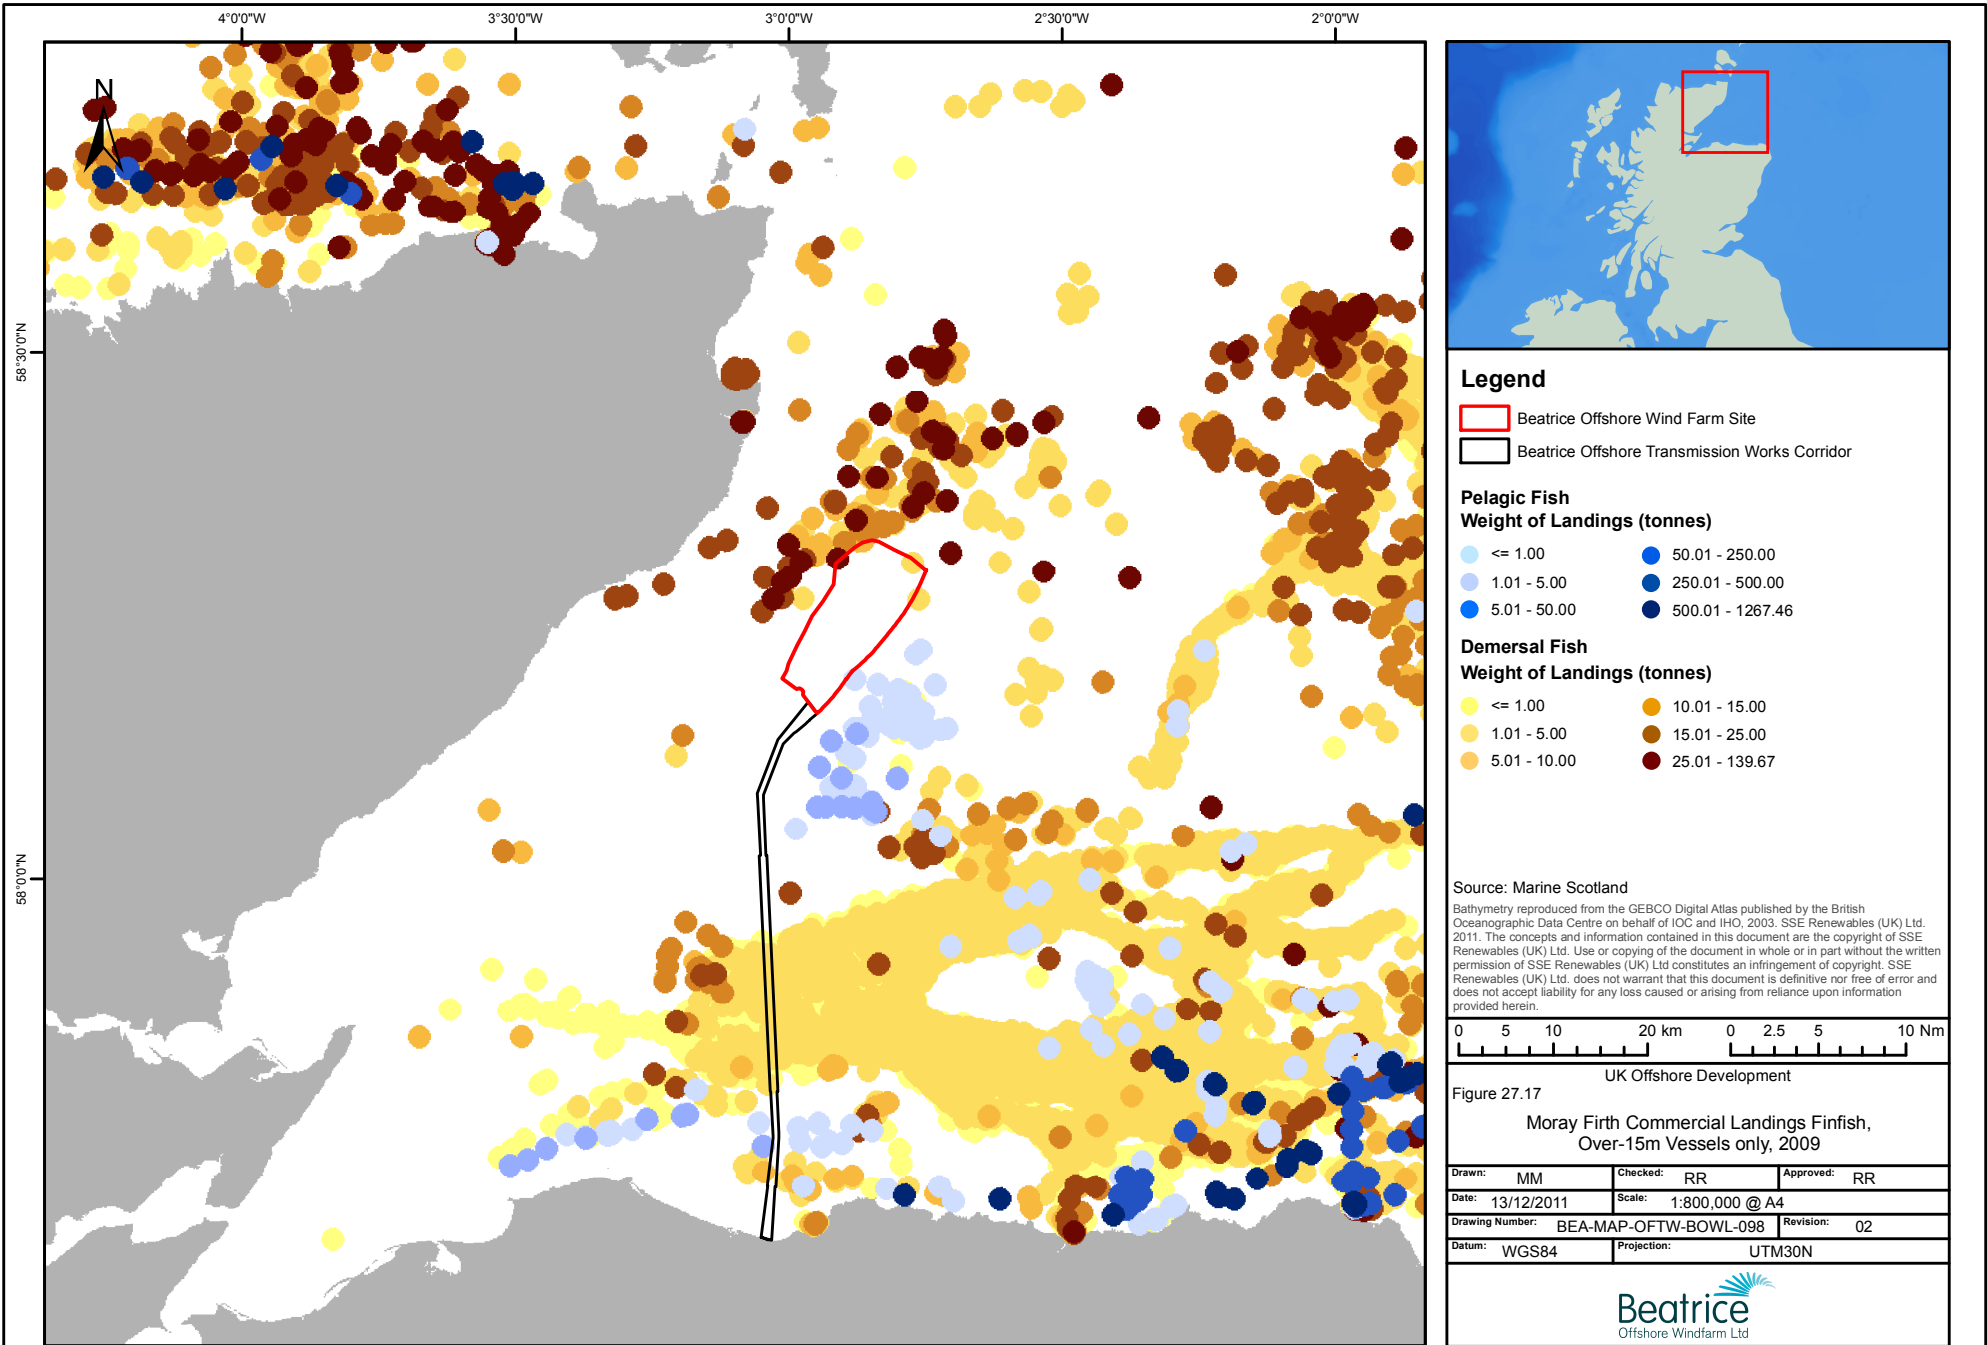 4°0'0"W
3°30'0"W
3°0'0"W
2°30'0"W
2°0'0"W
N
58°30'0"N
58°0'0"N
Legend
Beatrice Offshore Wind Farm Site
Beatrice Offshore Transmission Works Corridor
Pelagic Fish
Weight of Landings (tonnes)
<= 1.00
50.01 - 250.00
1.01 - 5.00
250.01 - 500.00
5.01 - 50.00
500.01 - 1267.46
Demersal Fish
Weight of Landings (tonnes)
<= 1.00
10.01 - 15.00
1.01 - 5.00
15.01 - 25.00
5.01 - 10.00
25.01 - 139.67
Source: Marine Scotland
Bathymetry reproduced from the GEBCO Digital Atlas published by the British
Oceanographic Data Centre on behalf of IOC and IHO, 2003. SSE Renewables (UK) Ltd.
2011. The concepts and information contained in this document are the copyright of SSE
Renewables (UK) Ltd. Use or copying of the document in whole or in part without the written
permission of SSE Renewables (UK) Ltd constitutes an infringement of copyright. SSE
Renewables (UK) Ltd. does not warrant that this document is definitive nor free of error and
does not accept liability for any loss caused or arising from reliance upon information
provided herein.
0 5 10 20 km 0 2.5 5 10 Nm
UK Offshore Development
Figure 27.17
Moray Firth Commercial Landings Finfish,
Over-15m Vessels only, 2009
Drawn: MM Checked: RR Approved: RR
Date: 13/12/2011 Scale: 1:800,000 @ A4
Drawing Number: BEA-MAP-OFTW-BOWL-098 Revision: 02
Datum: WGS84 Projection: UTM30N
Beatrice
Offshore Windfarm Ltd